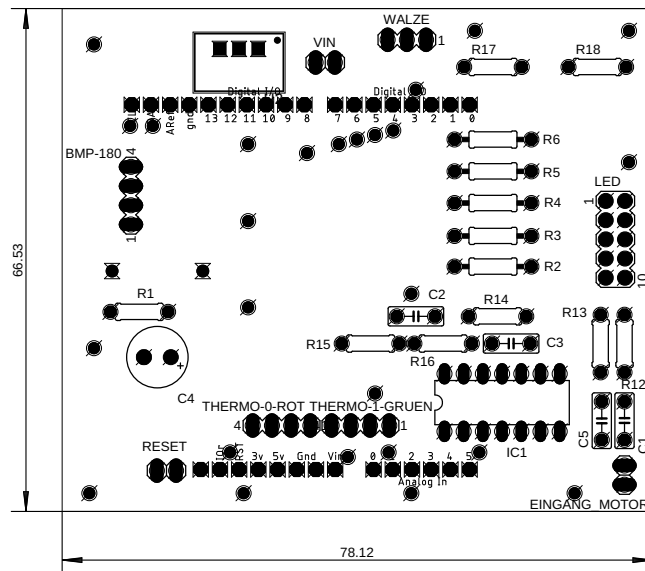 WALZE
1
VIN
R17
R18
Digital I/O
ARef
gnd
13
12
11
10
9
8
7
6
5
4
3
2
1
0
BMP-180
4
1
R6
R5
R4
R3
R2
LED
1
10
66.53
R1
C2
R14
R13
R15
R16
C3
R12
C4
+
THERMO-0-ROT THERMO-1-GRUEN
4
1
IC1
C5
C1
RESET
IOr
RST
3v
5v
Gnd
Vin
0
2
3
4
5
Analog In
EINGANG MOTOR
78.12